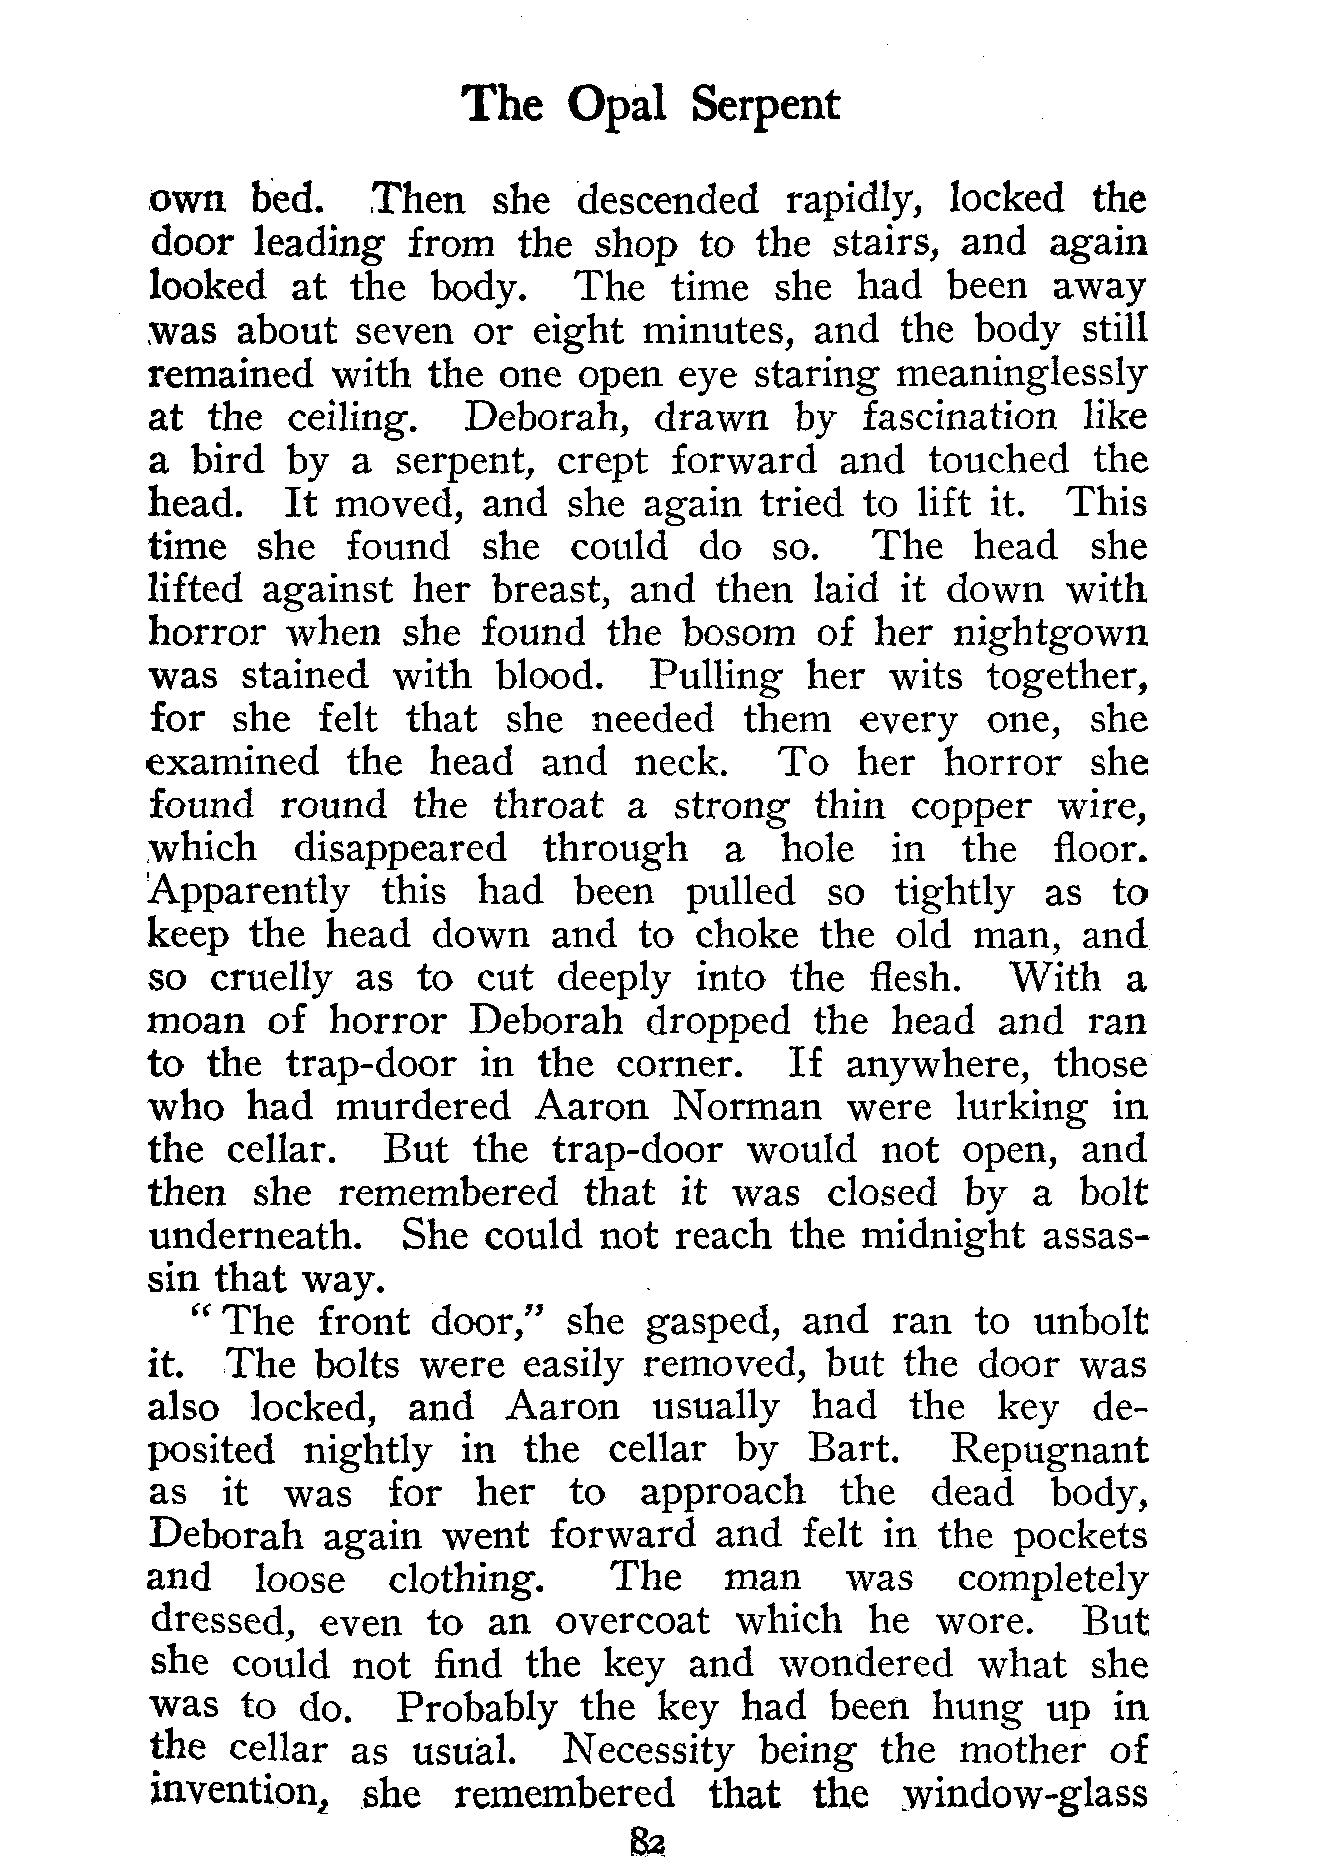 The Opal Serpent
own bed. Then she descended rapidly, locked the
door leading from the shop to the stairs, and again
looked at the body. The time she had been away
was about seven or eight minutes, and the body still
remained with the one open eye staring meaninglessly
at the ceiling. Deborah, drawn by fascination like
a bird by a serpent, crept forward and touched the
head. It moved, and she again tried to lift it. This
time she found she could do so. The head she
lifted against her breast, and then laid it down with
horror when she found the bosom of her nightgown
was stained with blood. Pulling her wits together,
for she felt that she needed them every one, she
examined the head and neck. To her horror she
found round the throat a strong thin copper wire,
which disappeared through a hole in the floor.
Apparently this had been pulled so tightly as to
keep the head down and to choke the old man, and
so cruelly as to cut deeply into the flesh. With a
moan of horror Deborah dropped the head and ran
to the trap-door in the corner. If anywhere, those
who had murdered Aaron Norman were lurking in
the cellar. But the trap-door would not open, and
then she remembered that it was closed by a bolt
underneath. She could not reach the midnight assas-
sin that way.
"The front door," she gasped, and ran to unbolt
it. The bolts were easily removed, but the door was
also locked, and Aaron usually had the key de-
posited nightly in the cellar by Bart. Repugnant
as it was for her to approach the dead body,
Deborah again went forward and felt in the pockets
and loose clothing. The man was completely
dressed, even to an overcoat which he wore. But
she could not find the key and wondered what she
was to do. Probably the key had been hung up in
the cellar as usual. Necessity being the mother of
invention, she remembered that the window-glass
82